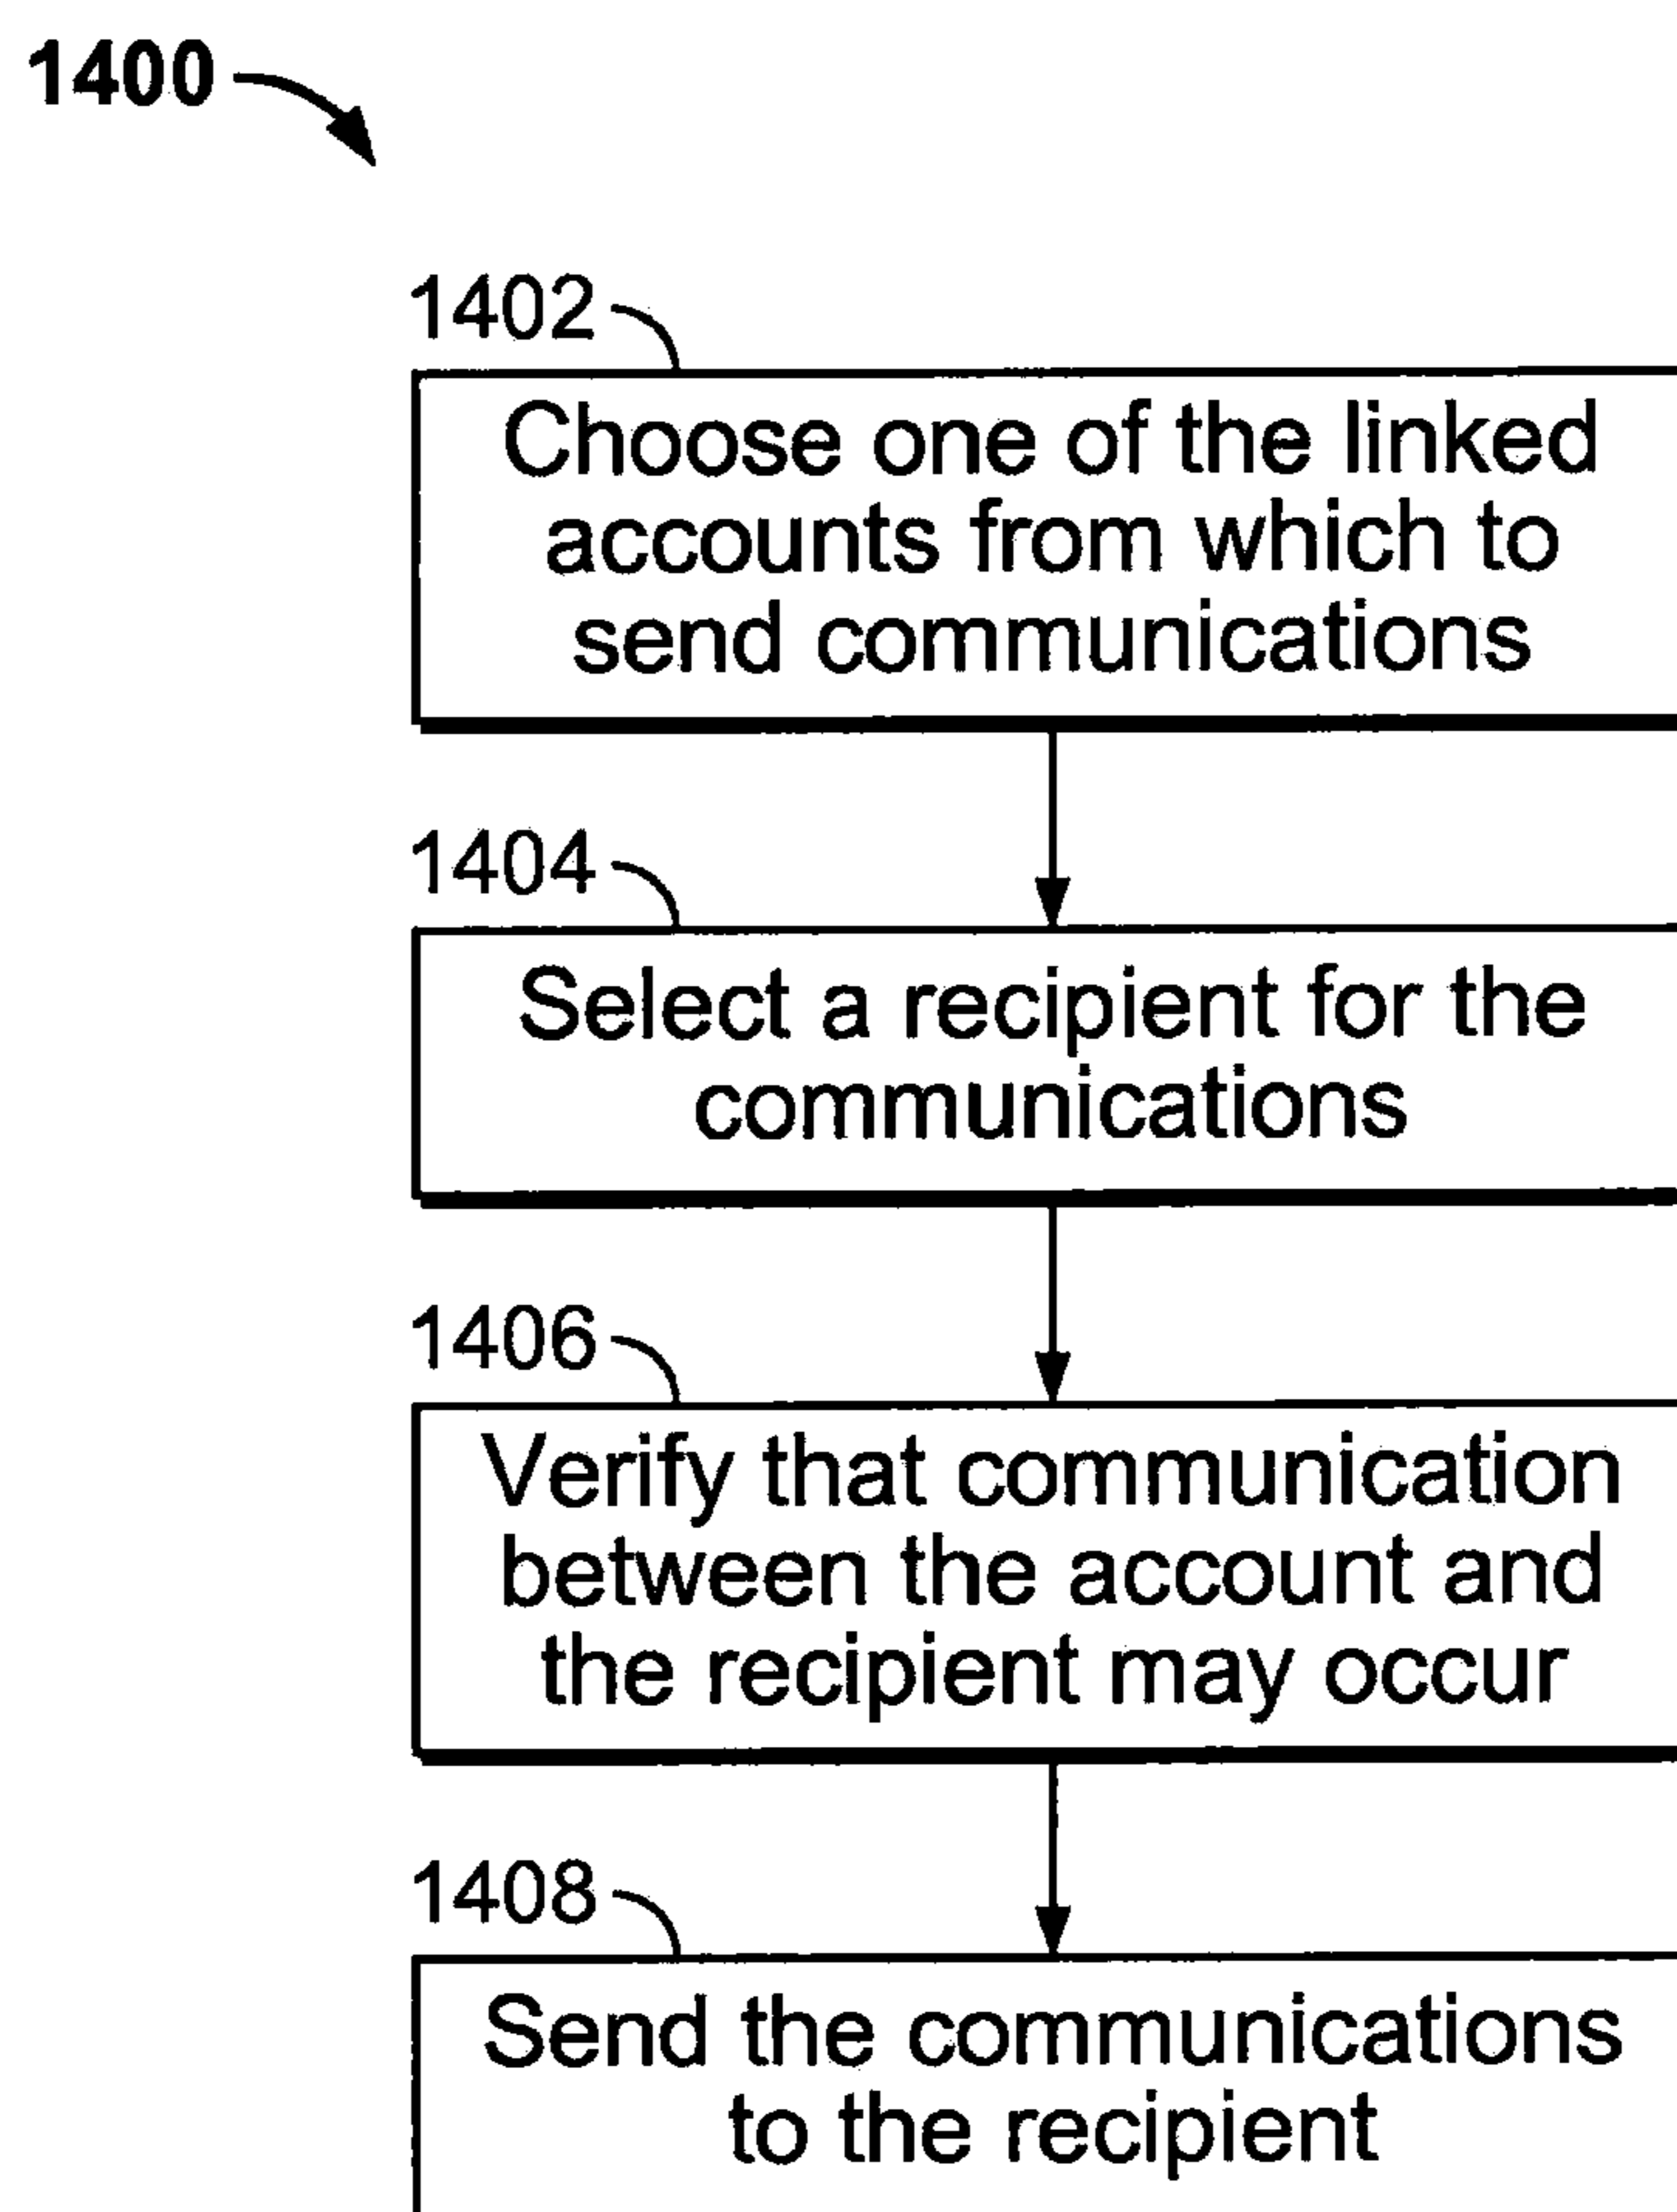 1400
1402
Choose one of the linked
accounts from which to
send communications
1404
Select a recipient for the
communications
1406
Verify that communication
between the account and
the recipient may occur
1408
Send the communications
to the recipient